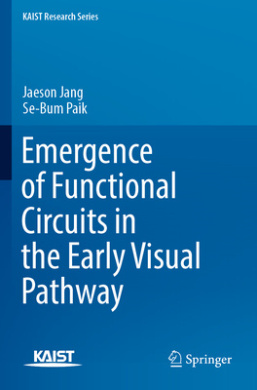 KAIST Research Series
Jaeson Jang
Se-Bum Paik
Emergence
of Functional
Circuits in
the Early Visual
Pathway
KAIST
Springer